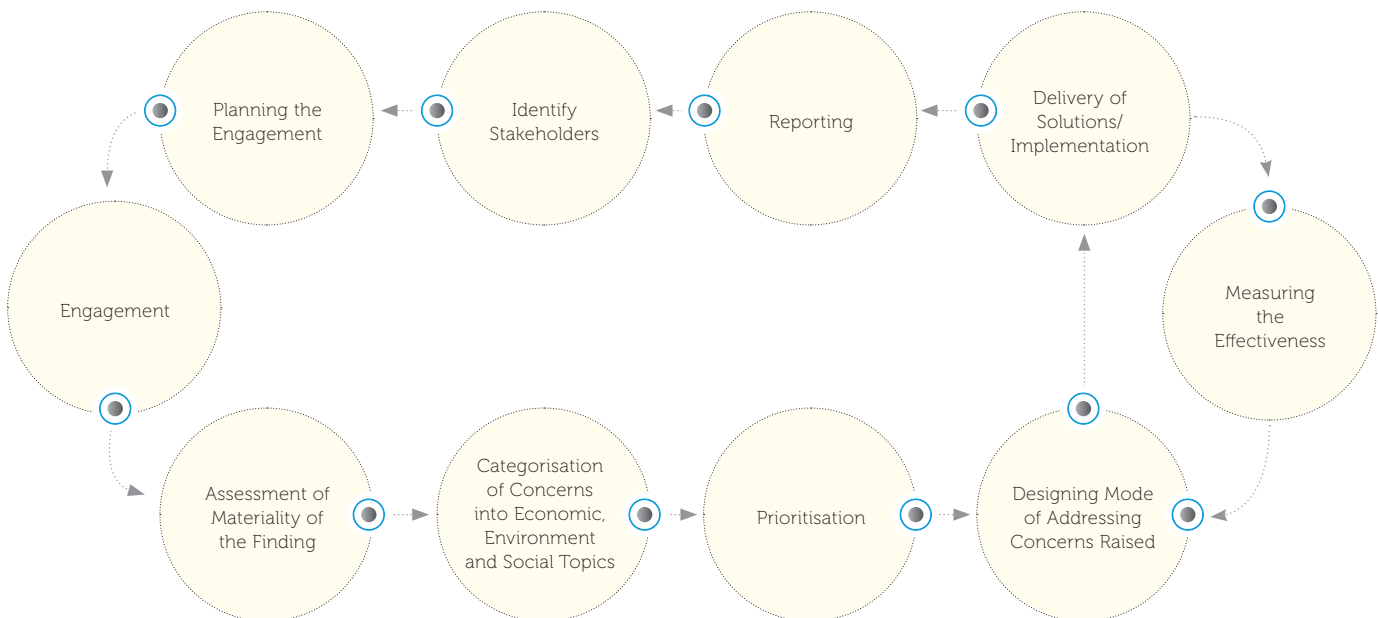 Planning the
Engagement
Identify
Stakeholders
Reporting
Delivery of
Solutions/
Implementation
Engagement
Measuring
the
Effectiveness
Assessment of
Materiality of
the Finding
Categorisation
of Concerns
into Economic,
Environment
and Social Topics
Prioritisation
Designing Mode
of Addressing
Concerns Raised